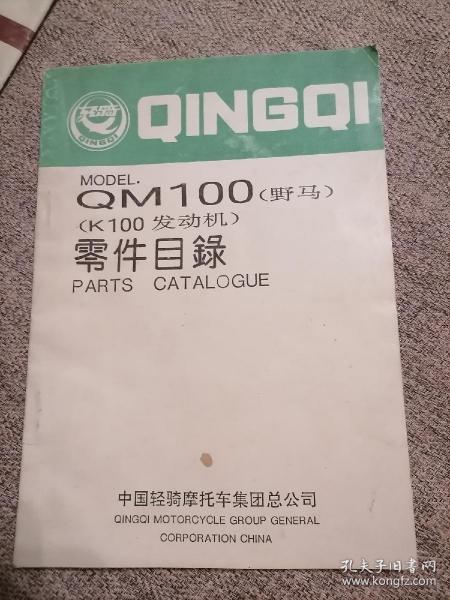 轻骑
QINGQI
QINGQI
MODEL.
QM100(野马)
(K100 发动机)
零件目錄
PARTS CATALOGUE
中国轻骑摩托车集团总公司
QINGQI MOTORCYCLE GROUP GENERAL
CORPORATION CHINA
孔夫子旧书网
www.kongfz.com